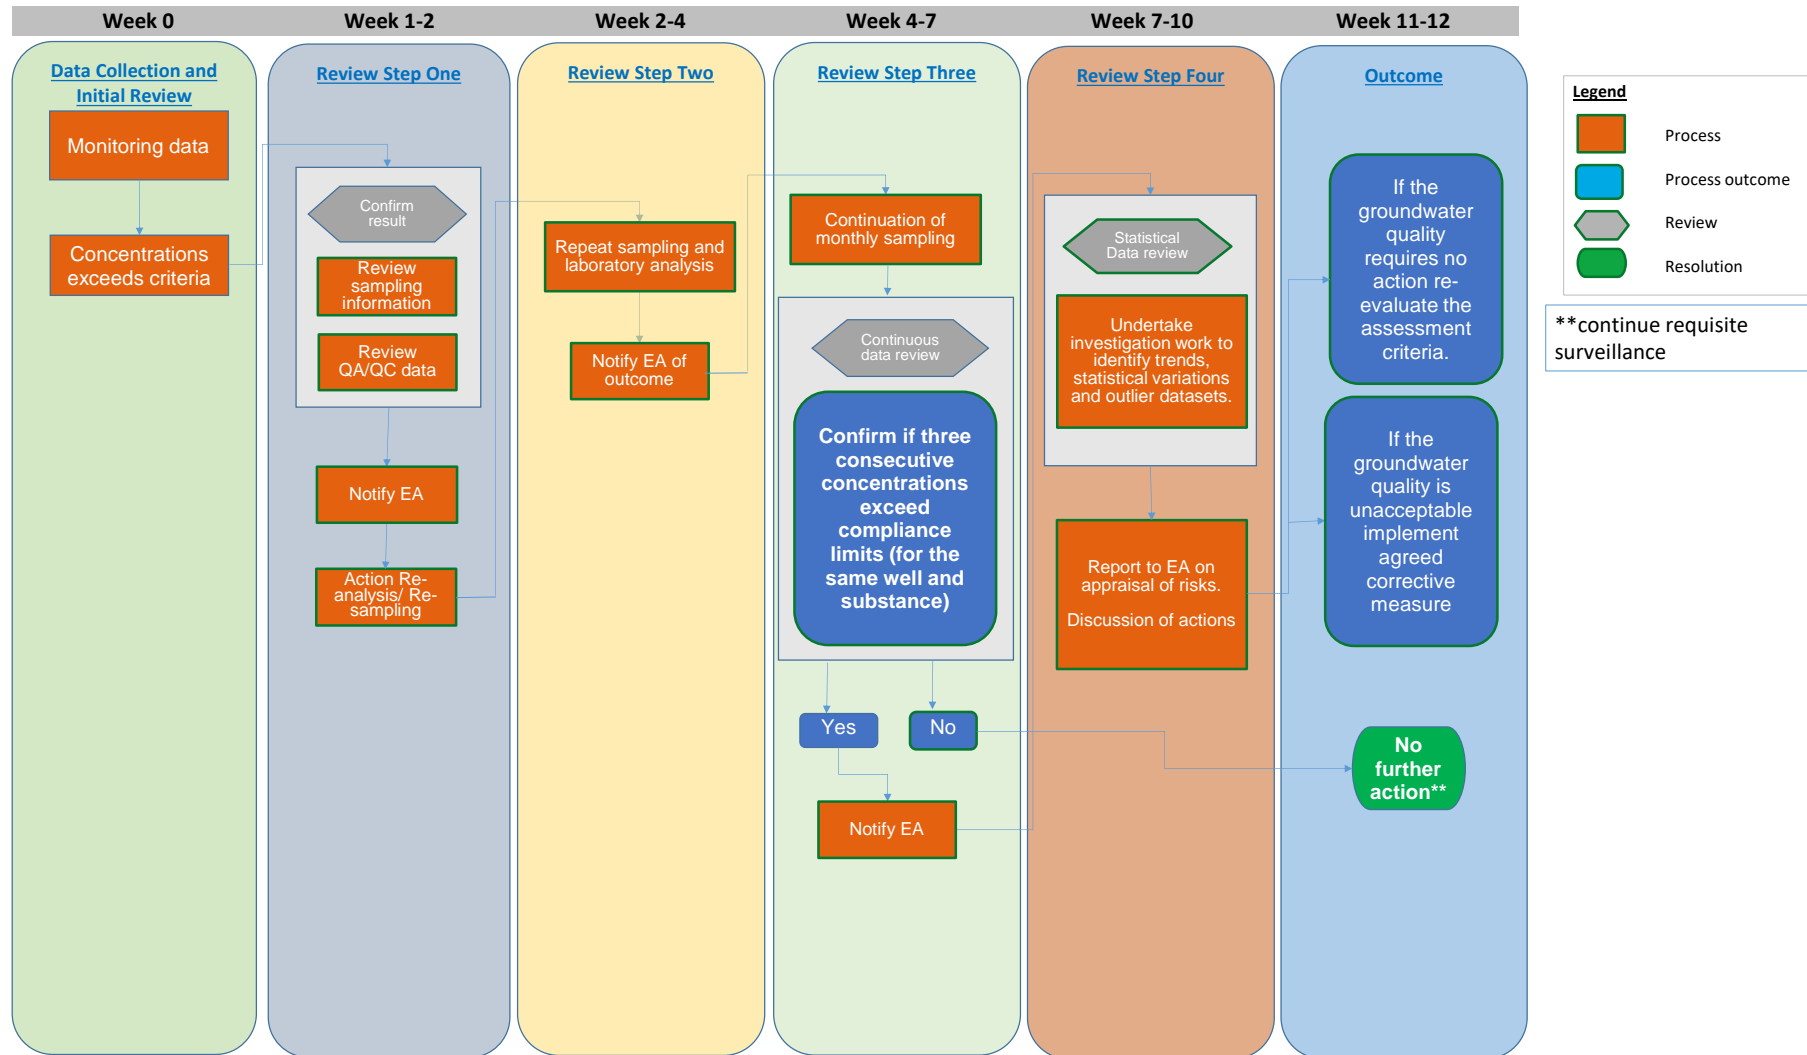 Week 0
Week 1-2
Week 2-4
Week 4-7
Week 7-10
Week 11-12
Data Collection and
Initial Review
Monitoring data
Concentrations
exceeds criteria
Review Step One
Confirm
result
Review
sampling
information
Review
QA/QC data
Notify EA
Action Re-
analysis/ Re-
sampling
Review Step Two
Repeat sampling and
laboratory analysis
Notify EA of
outcome
Review Step Three
Continuation of
monthly sampling
Continuous
data review
Confirm if three
consecutive
concentrations
exceed
compliance
limits (for the
same well and
substance)
Yes
No
Notify EA
Review Step Four
Statistical
Data review
Undertake
investigation work to
identify trends,
statistical variations
and outlier datasets.
Report to EA on
appraisal of risks.
Discussion of actions
Outcome
If the
groundwater
quality
requires no
action re-
evaluate the
assessment
criteria.
If the
groundwater
quality is
unacceptable
implement
agreed
corrective
measure
No
further
action**
Legend
Process
Process outcome
Review
Resolution
**continue requisite
surveillance